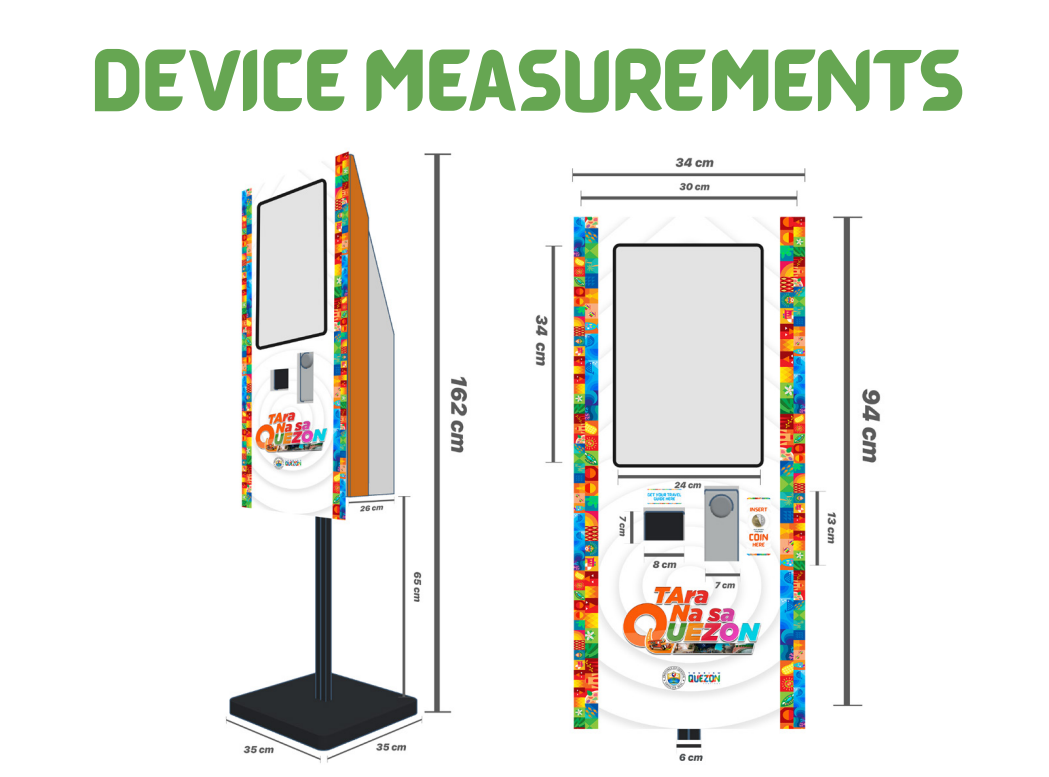 DEVICE MEASUREMENTS
34 cm
30 cm
162 cm
34 cm
94 cm
24 cm
GET YOUR TRAVEL
GUIDE HERE
INSERT
COIN
HERE
7 cm
13 cm
8 cm
7 cm
26 cm
65 cm
TAra
Na sa
QUEZON
QUEZON
TAra
Na sa
QUEZON
QUEZON
35 cm
35 cm
6 cm